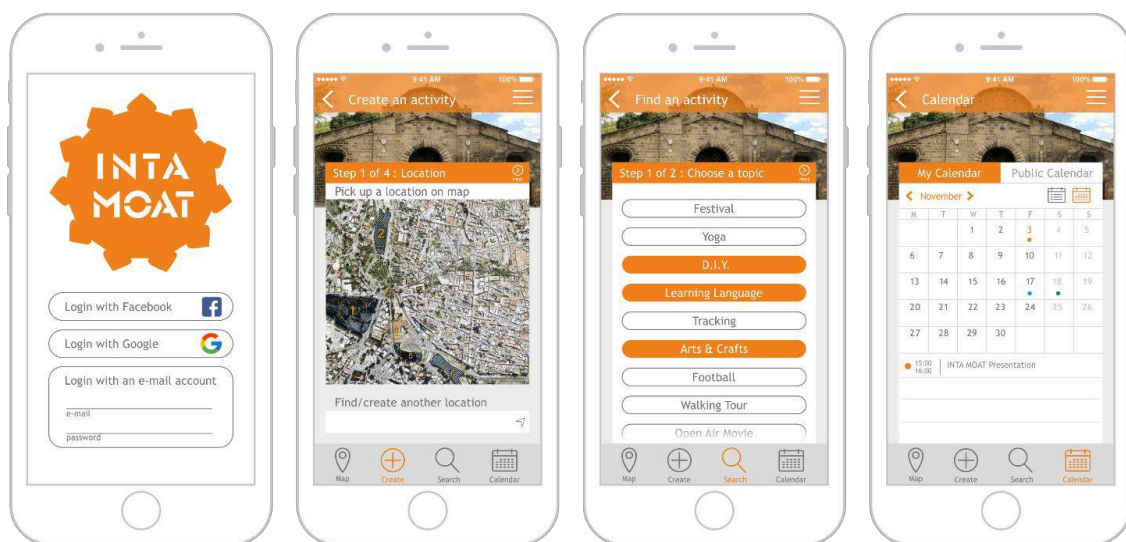 INTA
MOAT
Login with Facebook
Login with Google
G
Login with an e-mail account
e-mail
password
9:41 AM
100%
Create an activity
Step 1 of 4 : Location
Next
Pick up a location on map
2
1
Find/create another location
Map
Create
Search
Calendar
9:41 AM
100%
Find an activity
Step 1 of 2 : Choose a topic
Next
Festival
Yoga
D.I.Y.
Learning Language
Tracking
Arts & Crafts
Football
Walking Tour
Open Air Movie
Map
Create
Search
Calendar
9:41 AM
100%
Calendar
My Calendar
Public Calendar
November
M T W T F S S
1 2 3 4 5
6 7 8 9 10 11 12
13 14 15 16 17 18 19
20 21 22 23 24 25 26
27 28 29 30
15:00
16:00
INTA MOAT Presentation
Map
Create
Search
Calendar